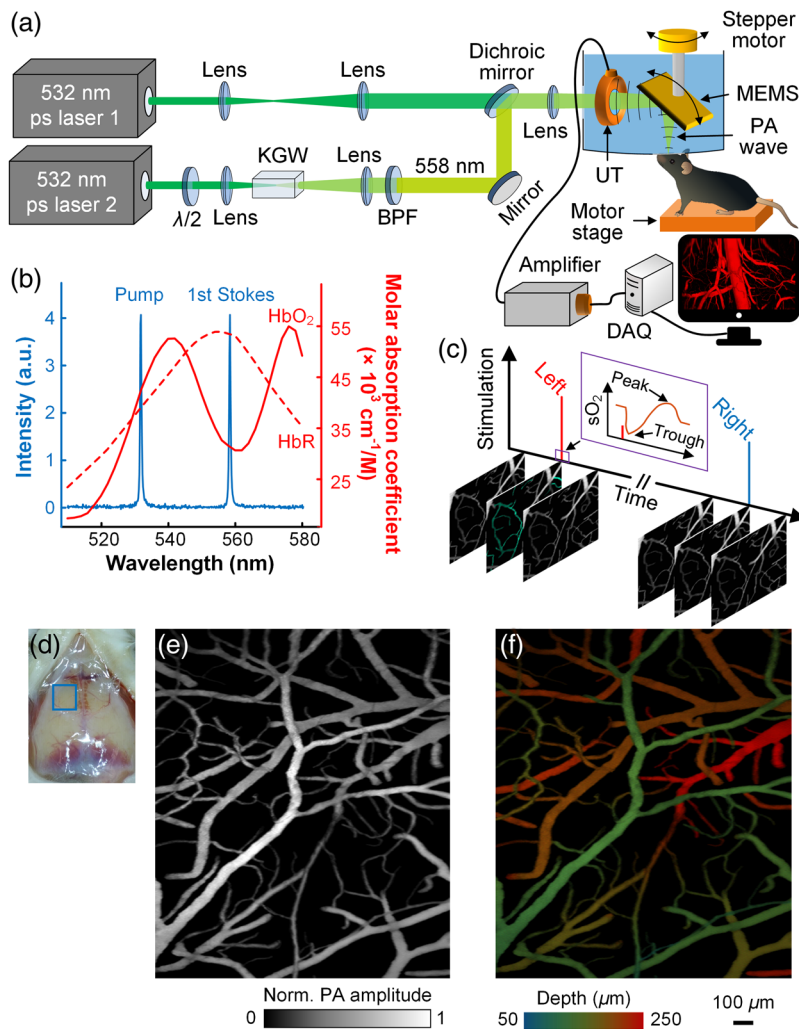 (a)
Stepper
motor
Dichroic
mirror
Lens
Lens
532 nm
ps laser 1
MEMS
Lens
PA
wave
KGW
Lens
558 nm
UT
532 nm
ps laser 2
λ/2
Lens
BPF
Mirror
Motor
stage
Amplifier
DAQ
(b)
Pump
1st Stokes
HbO2
HbR
Intensity (a.u.)
4
3
2
1
0
55
45
35
25
Molar absorption coefficient
(× 10³ cm⁻¹/M)
520
540
560
580
Wavelength (nm)
(c)
Stimulation
Left
Peak
sO2
Trough
Right
Time
(d)
(e)
(f)
Norm. PA amplitude
0
1
Depth (µm)
50
250
100 µm